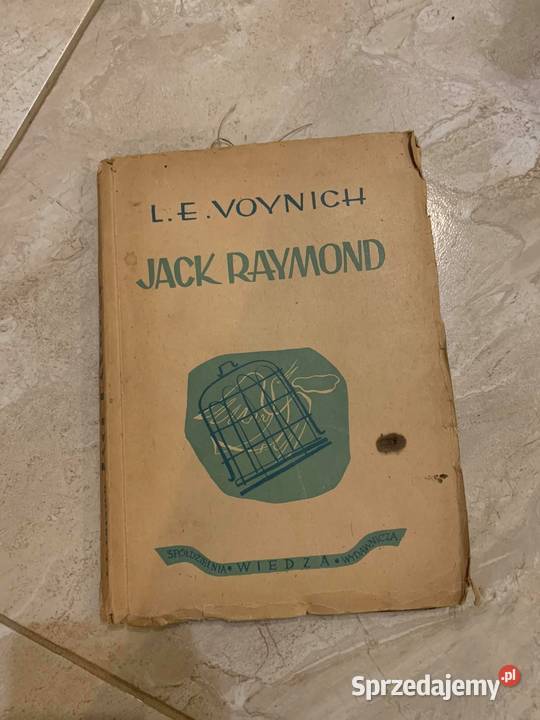 L.E. VOYNICH
JACK RAYMOND
SPÓŁDZIELNIA • WIEDZA • WYDAWNICZA
Sprzedajemy.pl